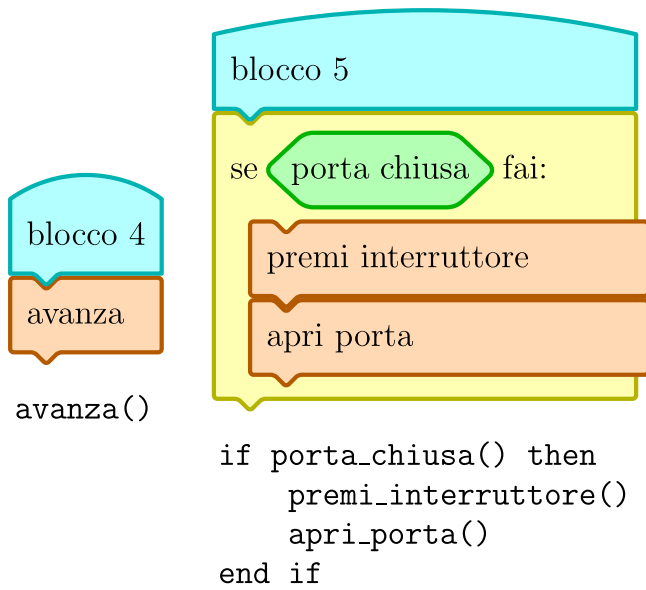 blocco 4
avanza
avanza()
blocco 5
se porta chiusa fai:
premi interruttore
apri porta
if porta_chiusa() then
    premi_interruttore()
    apri_porta()
end if